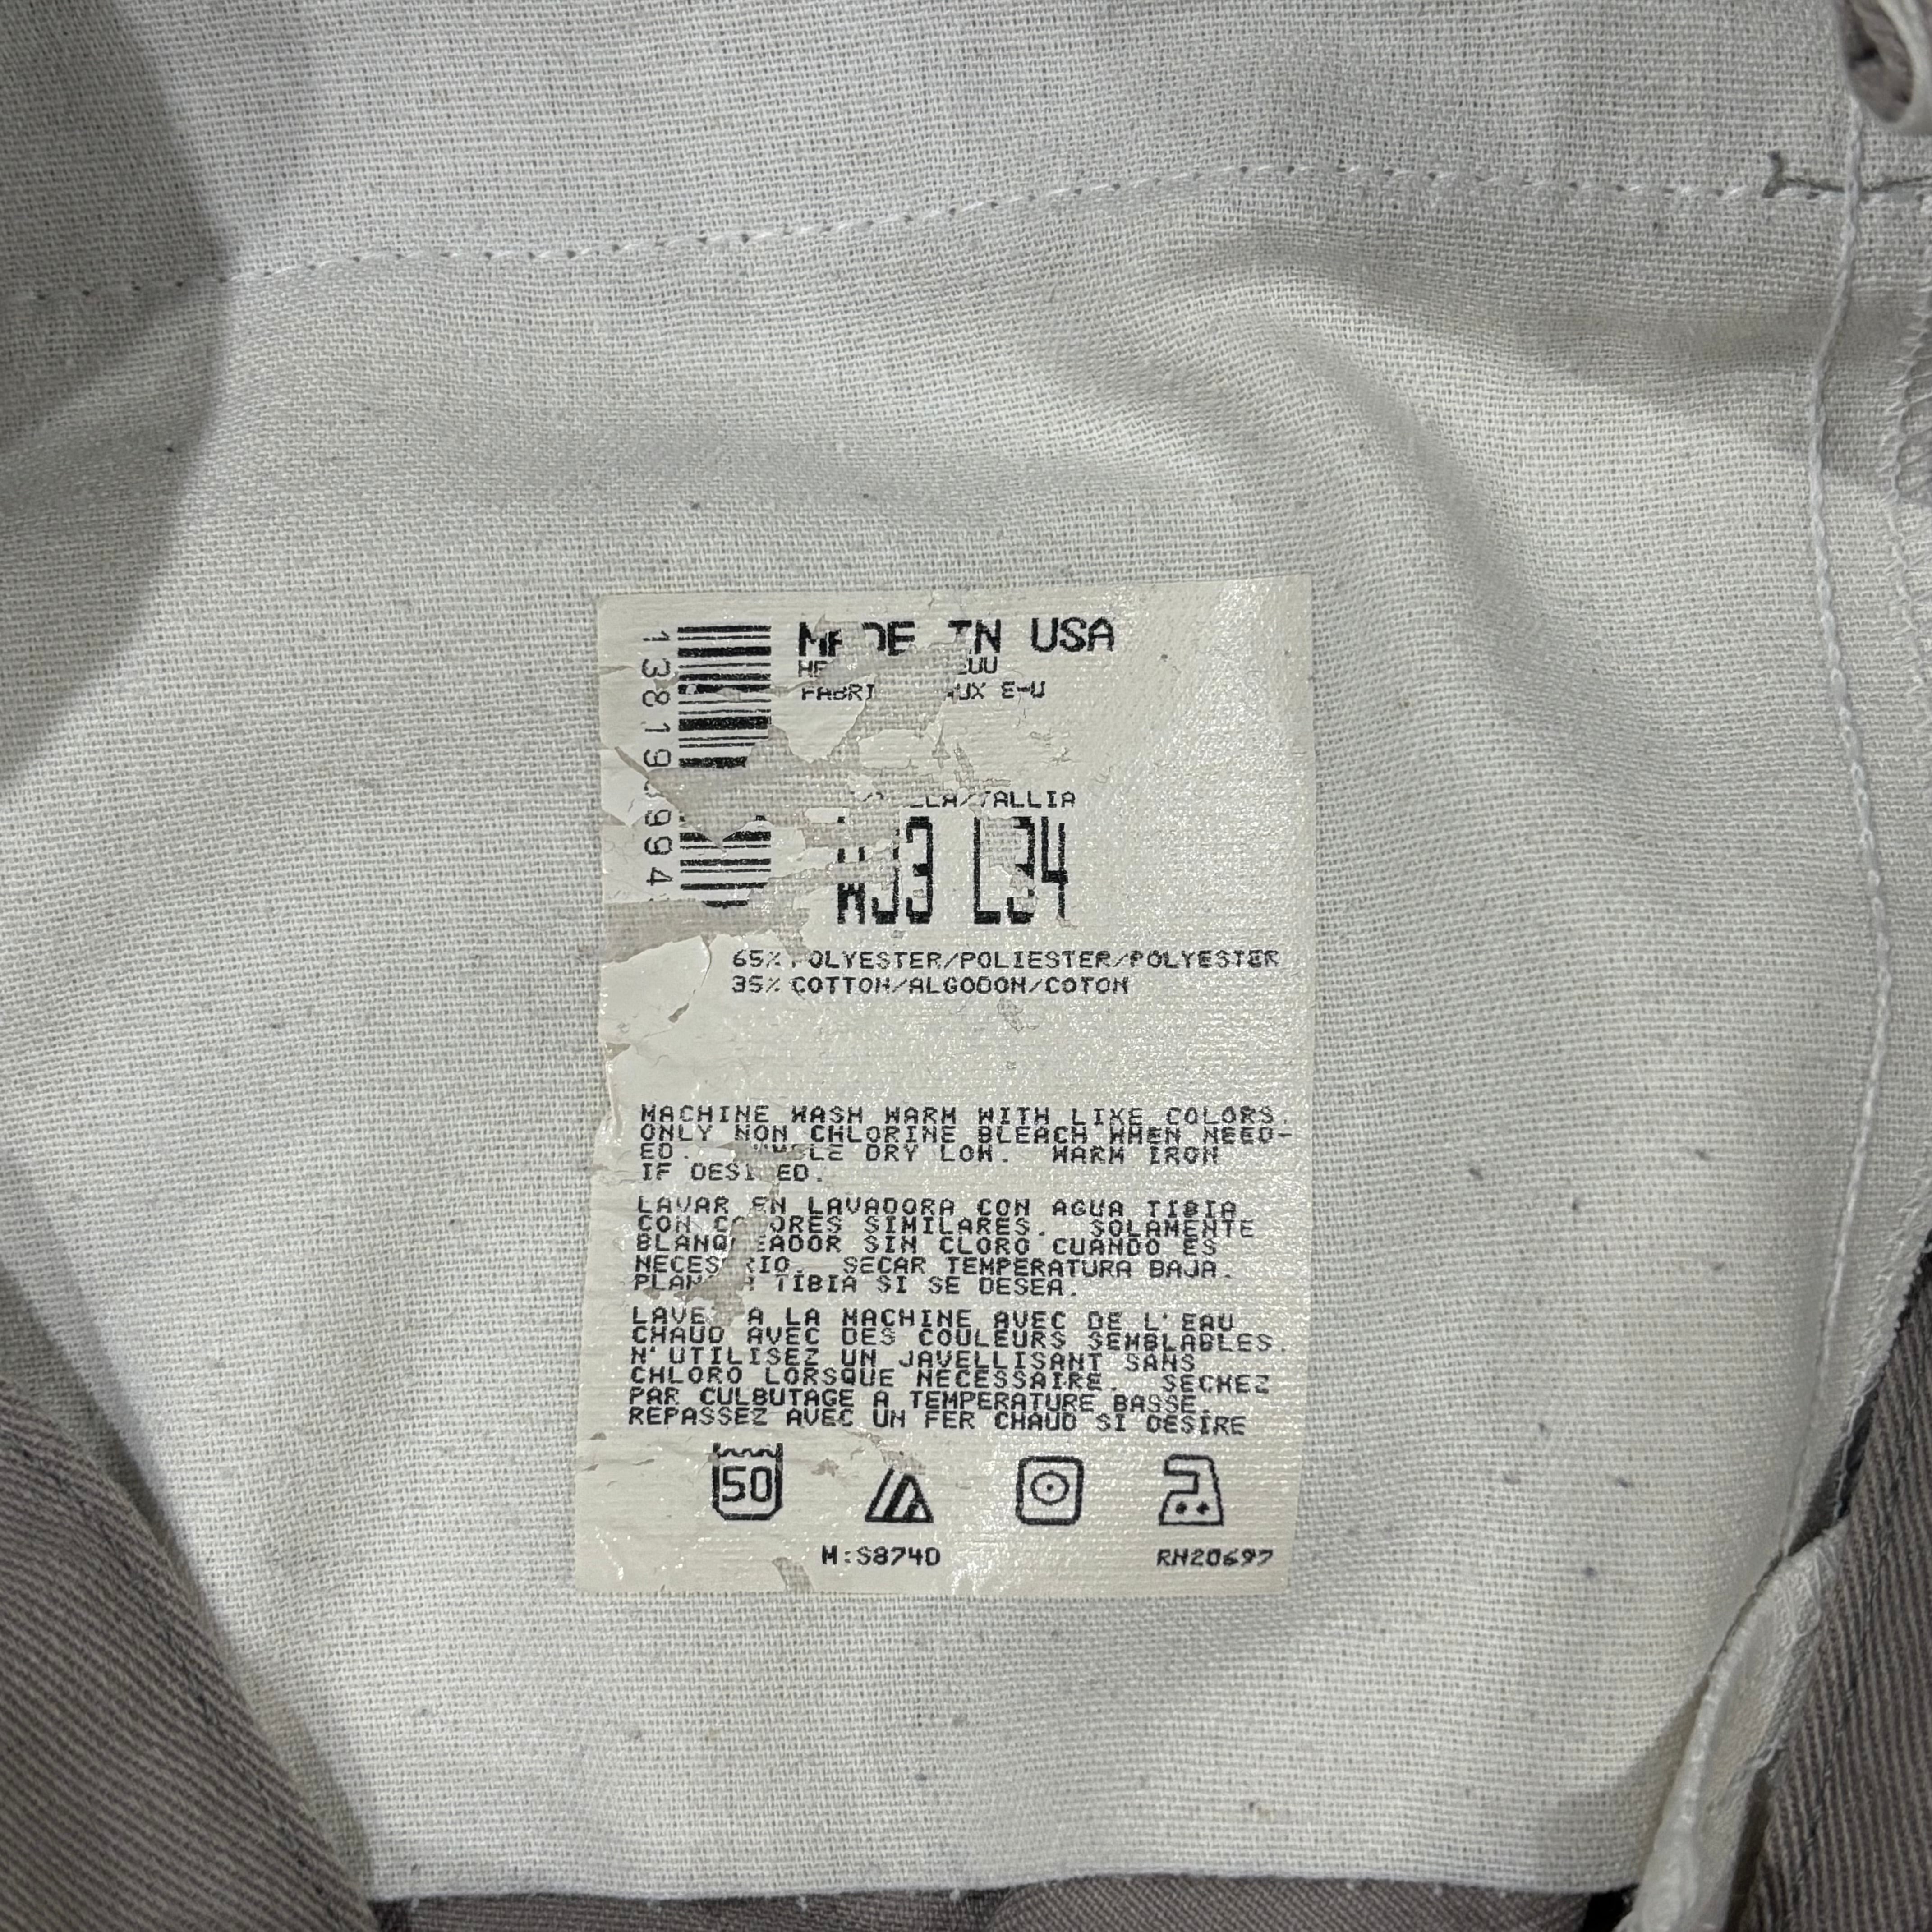 MADE IN USA
FABRI UX E-U
TALLIA
W33 L34
65% POLYESTER/POLIESTER/POLYESTER
35% COTTON/ALGODON/COTON
MACHINE WASH WARM WITH LIKE COLORS.
ONLY NON CHLORINE BLEACH WHEN NEED-
ED. TUMBLE DRY LOW. WARM IRON
IF DESIRED.
LAVAR EN LAVADORA CON AGUA TIBIA
CON COLORES SIMILARES. SOLAMENTE
BLANQUEADOR SIN CLORO CUANDO ES
NECESARIO. SECAR TEMPERATURA BAJA.
PLANCHA TIBIA SI SE DESEA.
LAVEZ A LA MACHINE AVEC DE L'EAU
CHAUD AVEC DES COULEURS SEMBLABLES.
N'UTILISEZ UN JAVELLISANT SANS
CHLORO LORSQUE NECESSAIRE. SECHEZ
PAR CULBUTAGE A TEMPERATURE BASSE.
REPASSEZ AVEC UN FER CHAUD SI DESIRE
50
M:S8740 RN20697